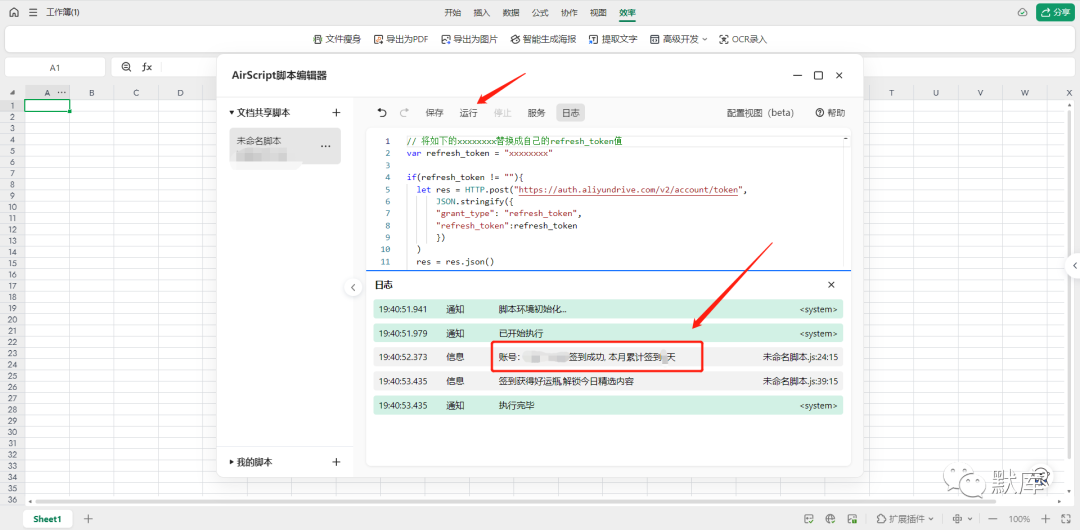 工作簿(1)
开始 插入 数据 公式 协作 视图 效率
分享
文件瘦身 导出为PDF 导出为图片 智能生成海报 提取文字 高级开发 OCR录入
A1 fx
A B C D T U V W X
1
2
3
4
5
6
7
8
9
10
11
12
13
14
15
16
17
18
19
20
21
22
23
24
25
26
27
28
29
30
31
32
33
34
35
36
AirScript脚本编辑器
文档共享脚本
未命名脚本
我的脚本
保存 运行 停止 服务 日志 配置视图 (beta) 帮助
1 // 将如下的xxxxxxxx替换成自己的refresh_token值
2 var refresh_token = "xxxxxxxx"
3
4 if(refresh_token != ""){
5 let res = HTTP.post("https://auth.aliyundrive.com/v2/account/token",
6 JSON.stringify({
7 "grant_type": "refresh_token",
8 "refresh_token":refresh_token
9 })
10 )
11 res = res.json()
日志
19:40:51.941 通知 脚本环境初始化... <system>
19:40:51.979 通知 已开始执行 <system>
19:40:52.373 信息 账号: 签到成功, 本月累计签到 天 未命名脚本.js:24:15
19:40:53.435 信息 签到获得好运瓶,解锁今日精选内容 未命名脚本.js:39:15
19:40:53.435 通知 执行完毕 <system>
默库
Sheet1
扩展插件 100%